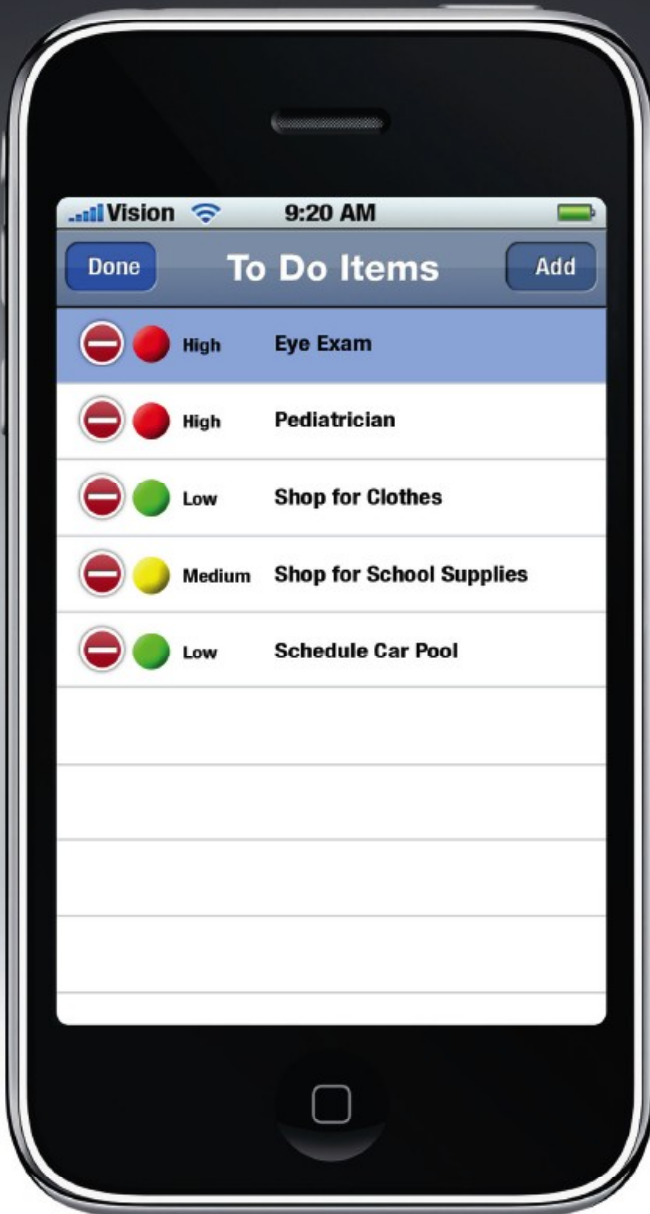 Vision 9:20 AM
Done To Do Items Add
High Eye Exam
High Pediatrician
Low Shop for Clothes
Medium Shop for School Supplies
Low Schedule Car Pool